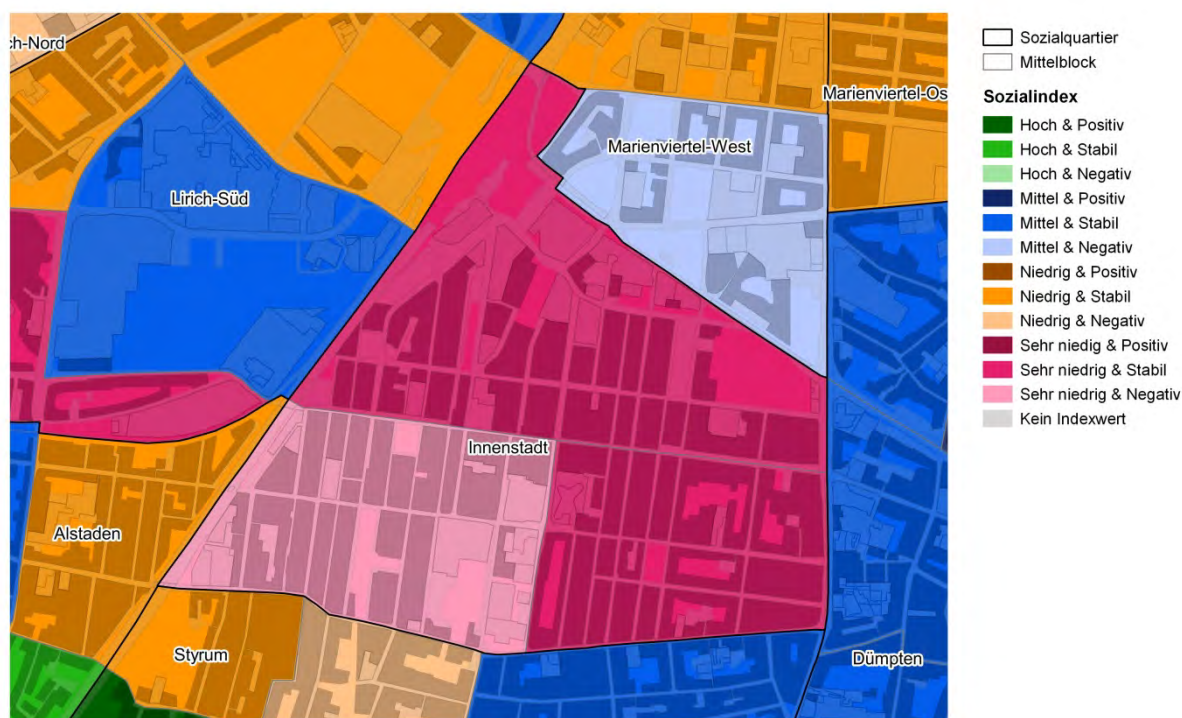 ch-Nord
Marienviertel-Os
Marienviertel-West
Lirich-Süd
Innenstadt
Alstaden
Styrum
Dümpten
Sozialquartier
Mittelblock
Sozialindex
Hoch & Positiv
Hoch & Stabil
Hoch & Negativ
Mittel & Positiv
Mittel & Stabil
Mittel & Negativ
Niedrig & Positiv
Niedrig & Stabil
Niedrig & Negativ
Sehr niedig & Positiv
Sehr niedrig & Stabil
Sehr niedrig & Negativ
Kein Indexwert